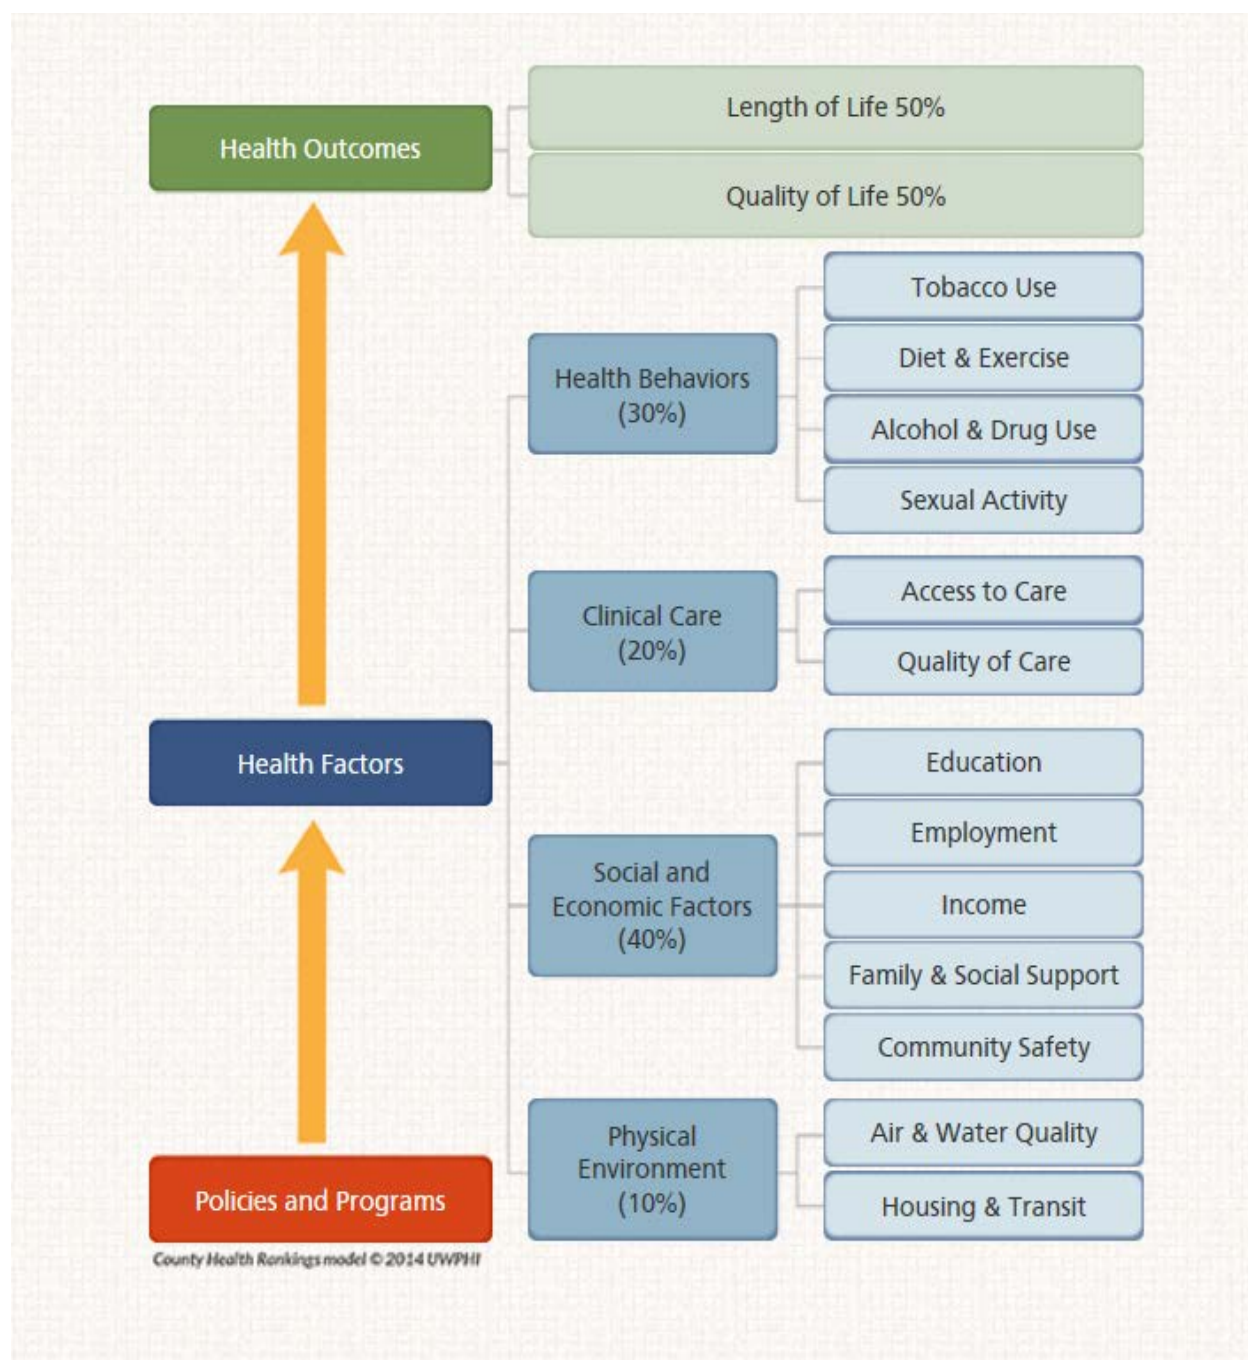 Health Outcomes
Length of Life 50%
Quality of Life 50%
Health Factors
Health Behaviors
(30%)
Tobacco Use
Diet & Exercise
Alcohol & Drug Use
Sexual Activity
Clinical Care
(20%)
Access to Care
Quality of Care
Social and
Economic Factors
(40%)
Education
Employment
Income
Family & Social Support
Community Safety
Physical
Environment
(10%)
Air & Water Quality
Housing & Transit
Policies and Programs
County Health Rankings model © 2014 UWPHI